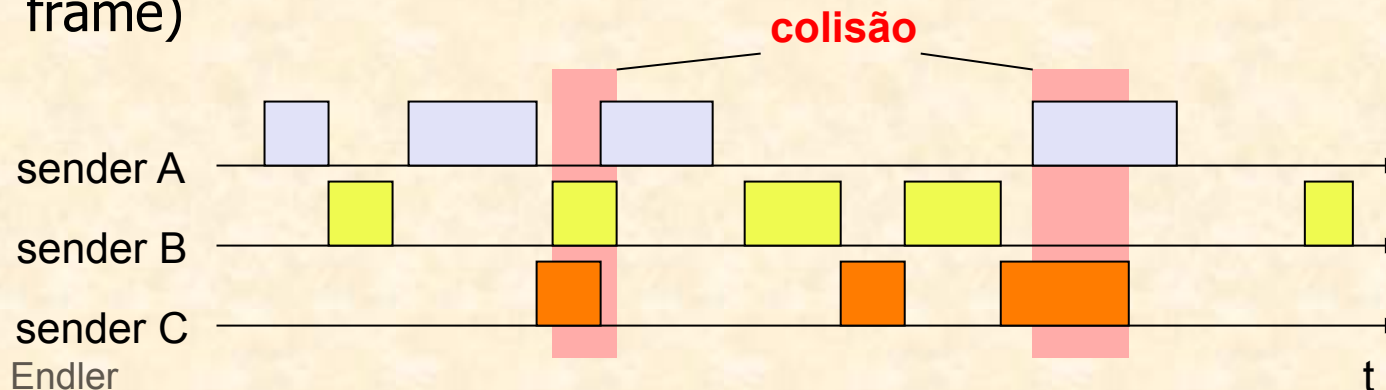 frame)
colisão
sender A
sender B
sender C
Endler
t